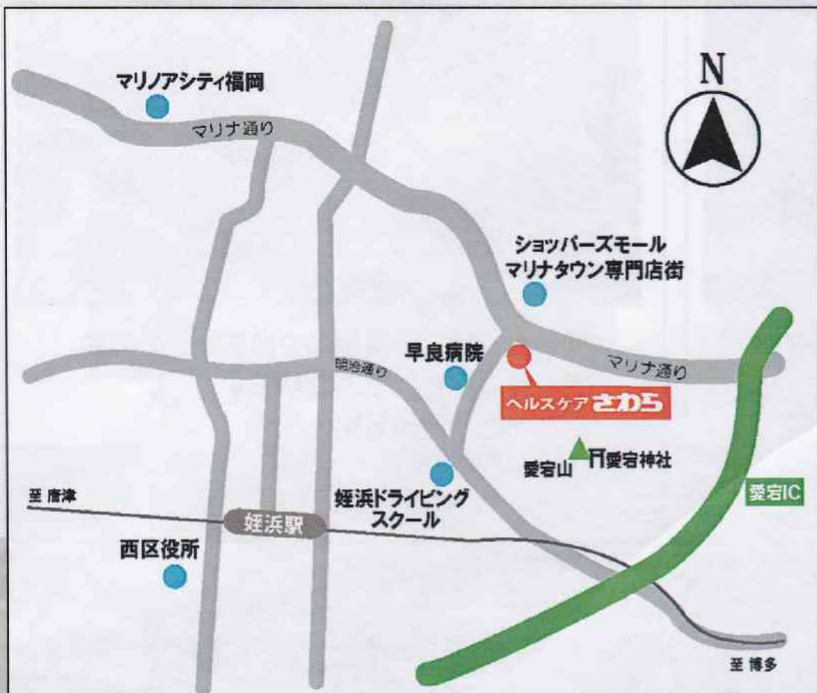 マリノアシティ福岡
マリナ通り
N
ショッパーズモール
マリナタウン専門店街
早良病院
明治通り
マリナ通り
ヘルスケア さわら
愛宕山
愛宕神社
愛宕IC
至 唐津
姪浜駅
姪浜ドライビング
スクール
西区役所
至 博多